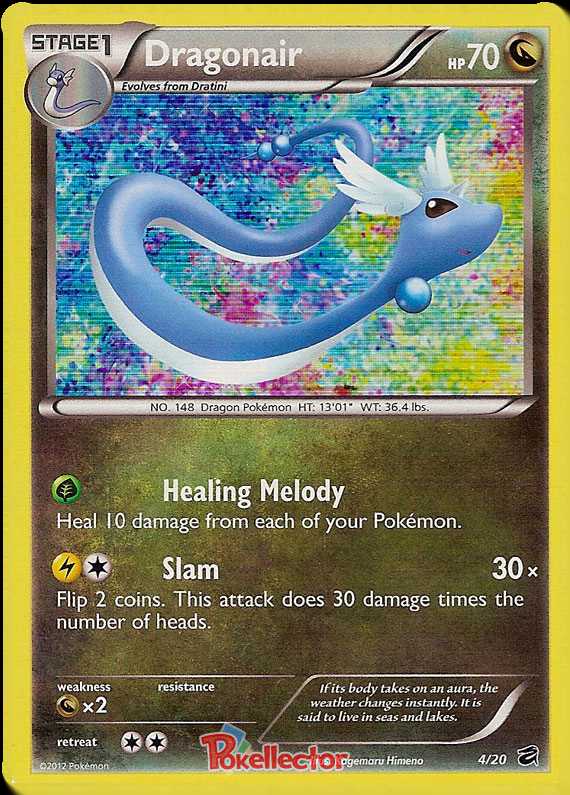 STAGE1
Dragonair
HP70
Evolves from Dratini
NO. 148 Dragon Pokémon HT: 13'01" WT: 36.4 lbs.
Healing Melody
Heal 10 damage from each of your Pokémon.
Slam 30×
Flip 2 coins. This attack does 30 damage times the
number of heads.
weakness resistance
×2
If its body takes on an aura, the
weather changes instantly. It is
said to live in seas and lakes.
retreat
©2012 Pokémon
Pokellector
Illus. Kagemaru Himeno
4/20